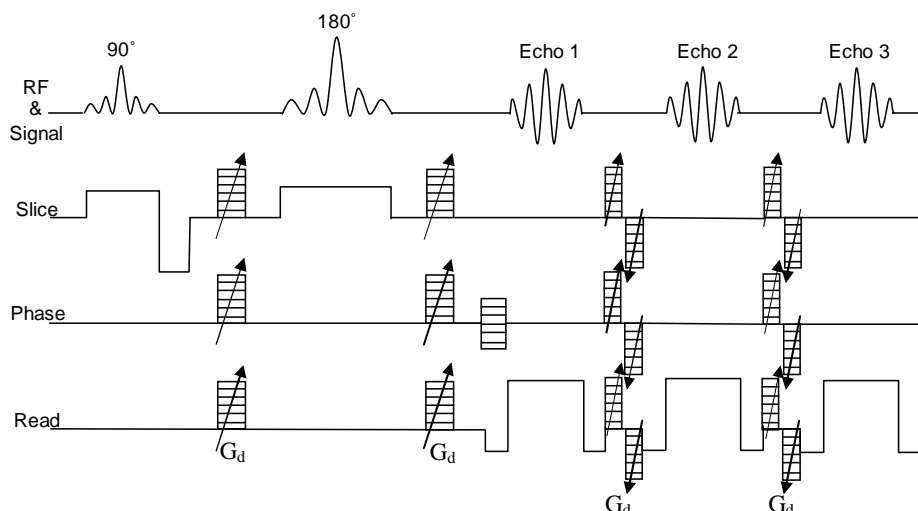 90°
180°
Echo 1
Echo 2
Echo 3
RF
&
Signal
Slice
Phase
Read
Gd
Gd
Gd
Gd